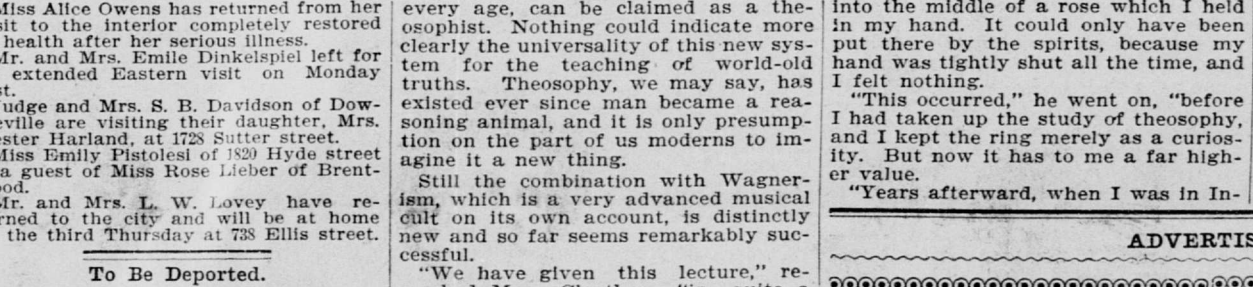 Miss Alice Owens has returned from her
sit to the interior completely restored
health after her serious illness.
Mr. and Mrs. Emile Dinkelspiel left for
extended Eastern visit on Monday
st.
udge and Mrs. S. B. Davidson of Dow-
eville are visiting their daughter, Mrs.
ster Harland, at 1728 Sutter street.
Miss Emily Pistolesi of 1820 Hyde street
a guest of Miss Rose Lieber of Brent-
od.
Mr. and Mrs. L. W. Lovey have re-
rned to the city and will be at home
the third Thursday at 738 Ellis street.
To Be Deported.
every age, can be claimed as a the-
osophist. Nothing could indicate more
clearly the universality of this new sys-
tem for the teaching of world-old
truths. Theosophy, we may say, has
existed ever since man became a rea-
soning animal, and it is only presump-
tion on the part of us moderns to im-
agine it a new thing.
Still the combination with Wagner-
ism, which is a very advanced musical
cult on its own account, is distinctly
new and so far seems remarkably suc-
cessful.
"We have given this lecture," re-
into the middle of a rose which I held
in my hand. It could only have been
put there by the spirits, because my
hand was tightly shut all the time, and
I felt nothing.
"This occurred," he went on, "before
I had taken up the study of theosophy,
and I kept the ring merely as a curios-
ity. But now it has to me a far high-
er value.
"Years afterward, when I was in In-
ADVERTIS